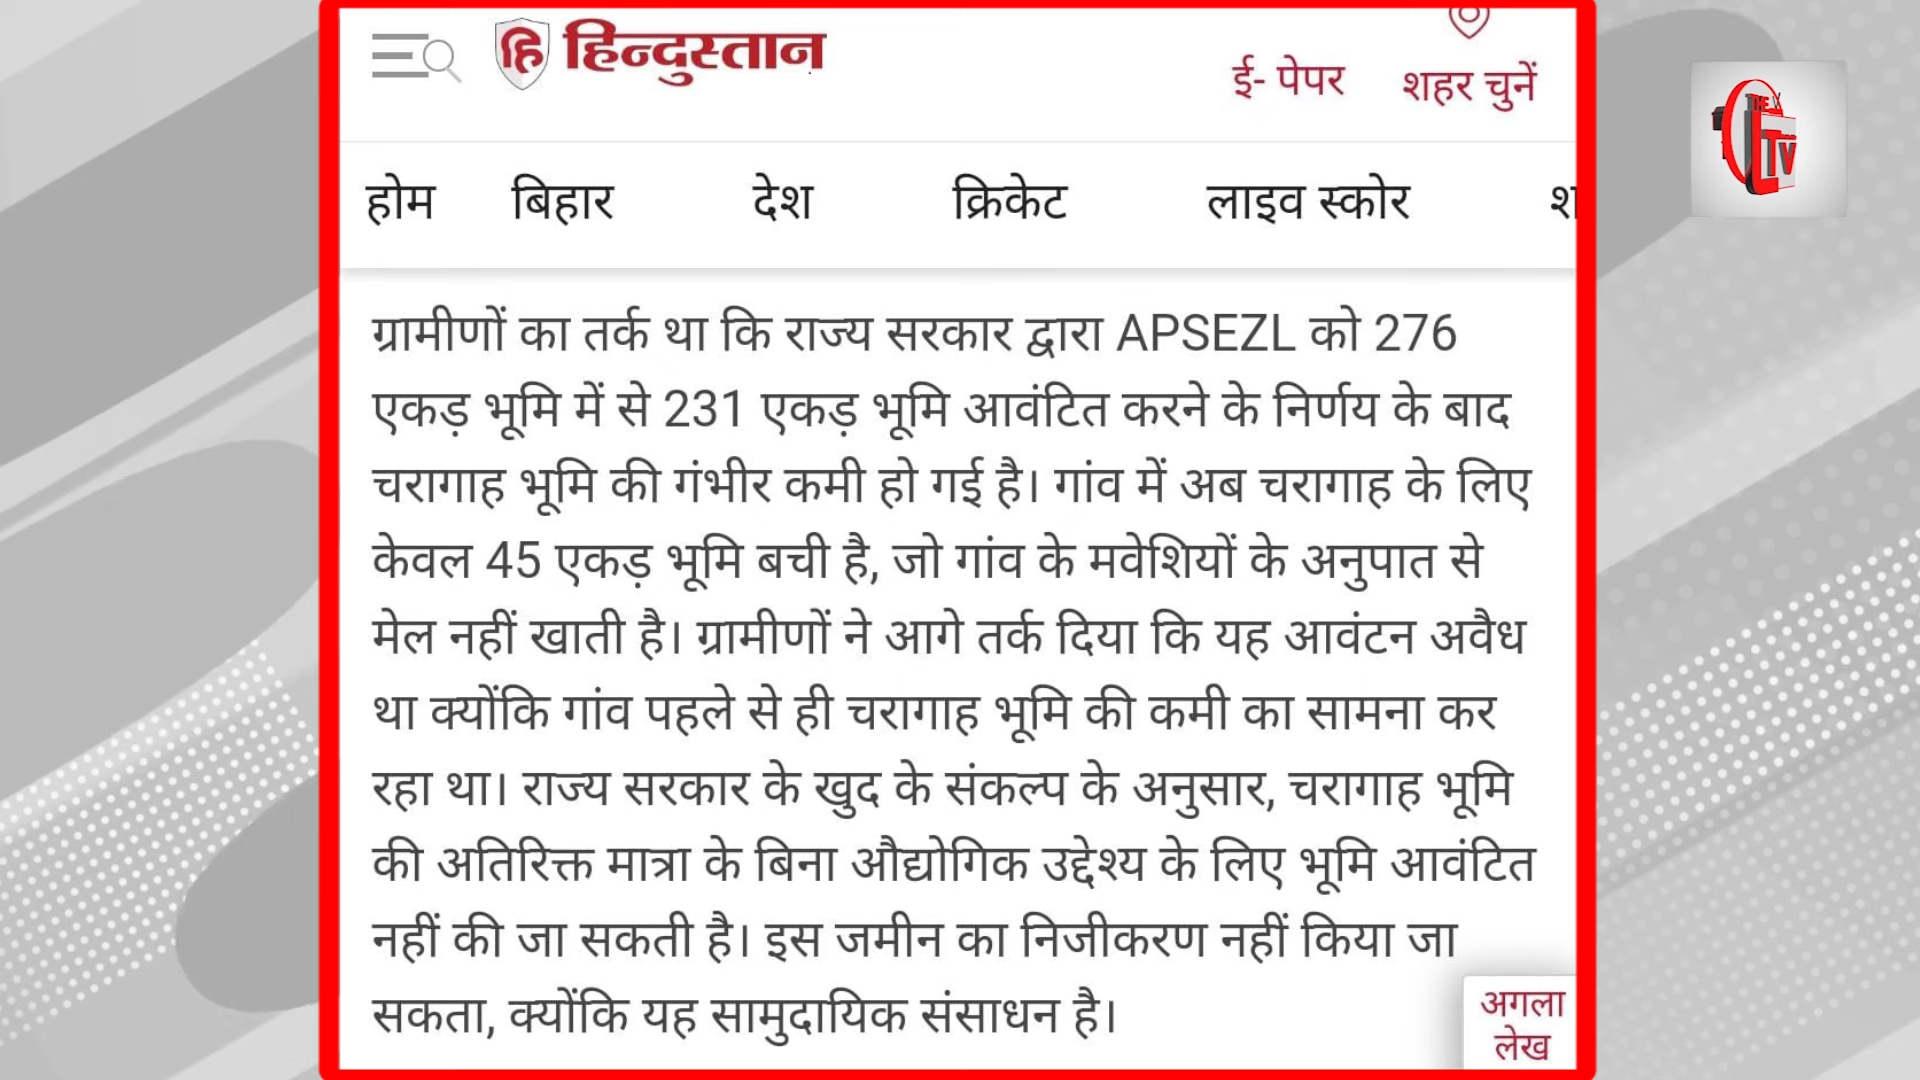 हि हिन्दुस्तान
ई- पेपर शहर चुनें
होम बिहार देश क्रिकेट लाइव स्कोर
ग्रामीणों का तर्क था कि राज्य सरकार द्वारा APSEZL को 276
एकड़ भूमि में से 231 एकड़ भूमि आवंटित करने के निर्णय के बाद
चरागाह भूमि की गंभीर कमी हो गई है। गांव में अब चरागाह के लिए
केवल 45 एकड़ भूमि बची है, जो गांव के मवेशियों के अनुपात से
मेल नहीं खाती है। ग्रामीणों ने आगे तर्क दिया कि यह आवंटन अवैध
था क्योंकि गांव पहले से ही चरागाह भूमि की कमी का सामना कर
रहा था। राज्य सरकार के खुद के संकल्प के अनुसार, चरागाह भूमि
की अतिरिक्त मात्रा के बिना औद्योगिक उद्देश्य के लिए भूमि आवंटित
नहीं की जा सकती है। इस जमीन का निजीकरण नहीं किया जा
सकता, क्योंकि यह सामुदायिक संसाधन है।
अगला
लेख
THE
TV